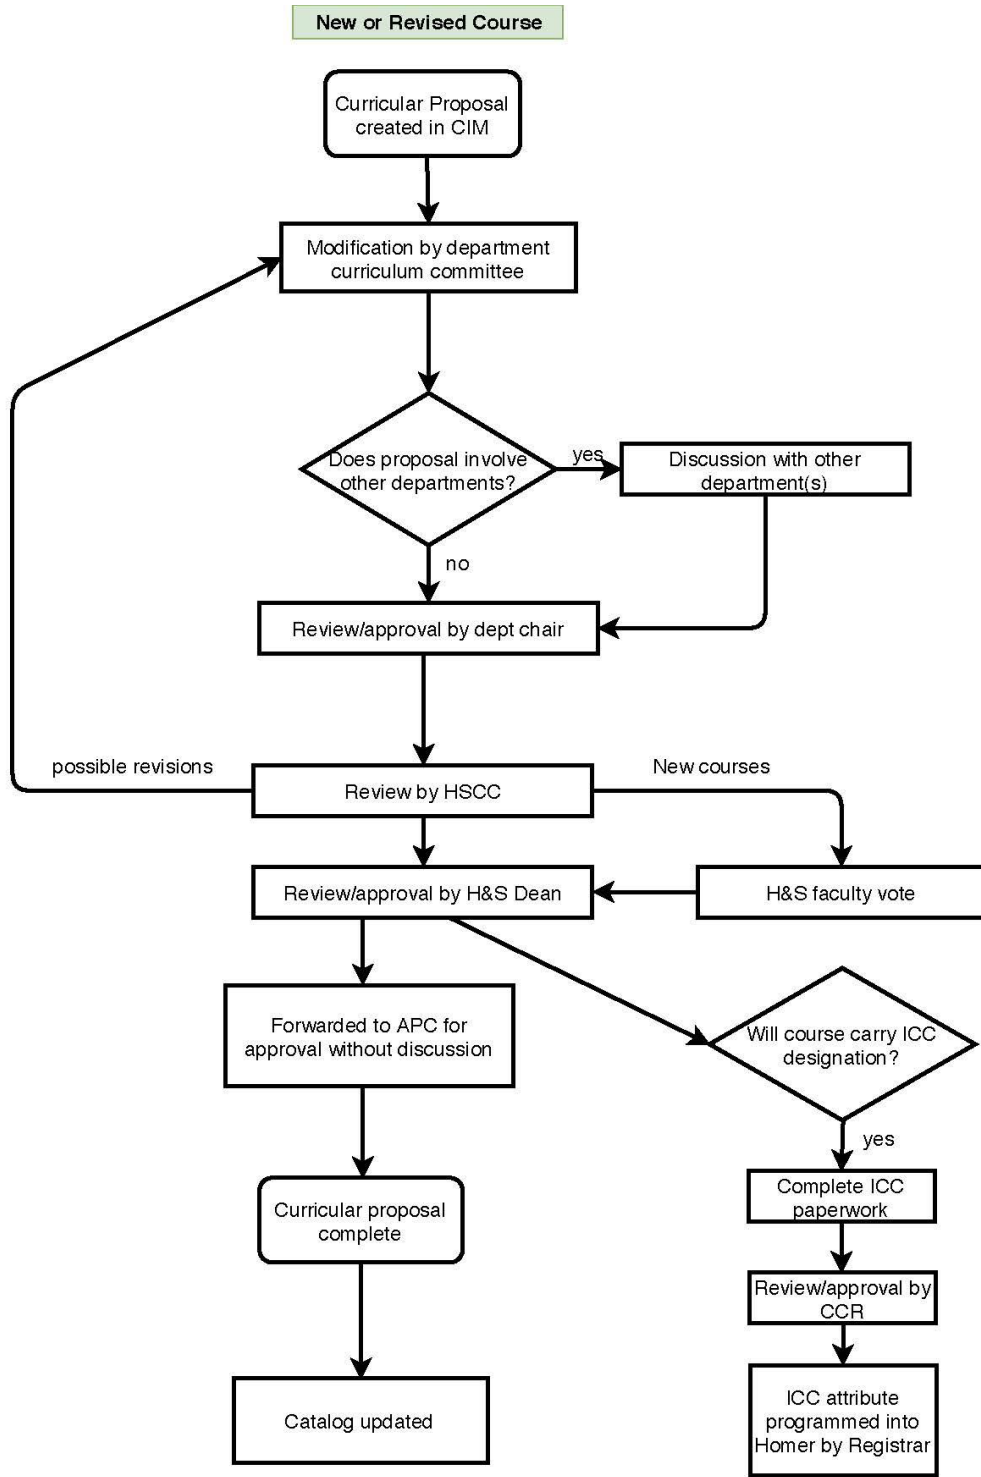 New or Revised Course
Curricular Proposal
created in CIM
Modification by department
curriculum committee
Does proposal involve
other departments?
yes
Discussion with other
department(s)
no
Review/approval by dept chair
possible revisions
New courses
Review by HSCC
Review/approval by H&S Dean
H&S faculty vote
Forwarded to APC for
approval without discussion
Will course carry ICC
designation?
yes
Complete ICC
paperwork
Curricular proposal
complete
Review/approval by
CCR
Catalog updated
ICC attribute
programmed into
Homer by Registrar